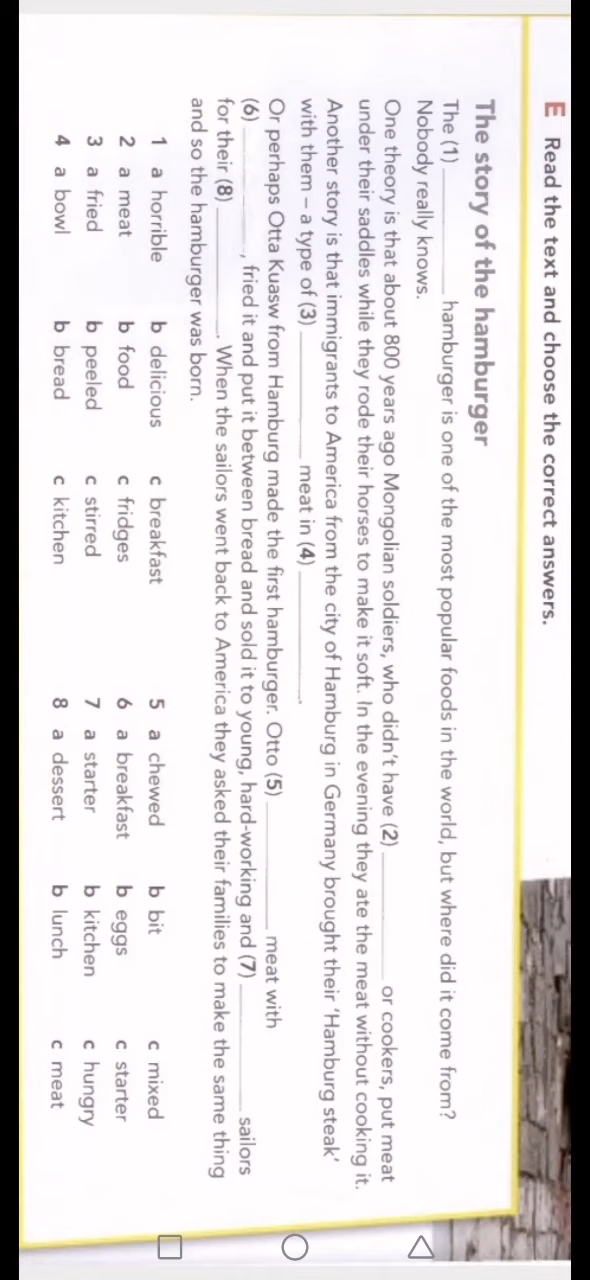 E Read the text and choose the correct answers.
The story of the hamburger
The (1) ________ hamburger is one of the most popular foods in the world, but where did it come from?
Nobody really knows.
One theory is that about 800 years ago Mongolian soldiers, who didn't have (2) ________ or cookers, put meat
under their saddles while they rode their horses to make it soft. In the evening they ate the meat without cooking it.
Another story is that immigrants to America from the city of Hamburg in Germany brought their 'Hamburg steak'
with them – a type of (3) ________ meat in (4) ________.
Or perhaps Otta Kuasw from Hamburg made the first hamburger. Otto (5) ________ meat with
(6) ________, fried it and put it between bread and sold it to young, hard-working and (7) ________ sailors
for their (8) ________. When the sailors went back to America they asked their families to make the same thing
and so the hamburger was born.
1 a horrible b delicious c breakfast 5 a chewed b bit c mixed
2 a meat b food c fridges 6 a breakfast b eggs c starter
3 a fried b peeled c stirred 7 a starter b kitchen c hungry
4 a bowl b bread c kitchen 8 a dessert b lunch c meat